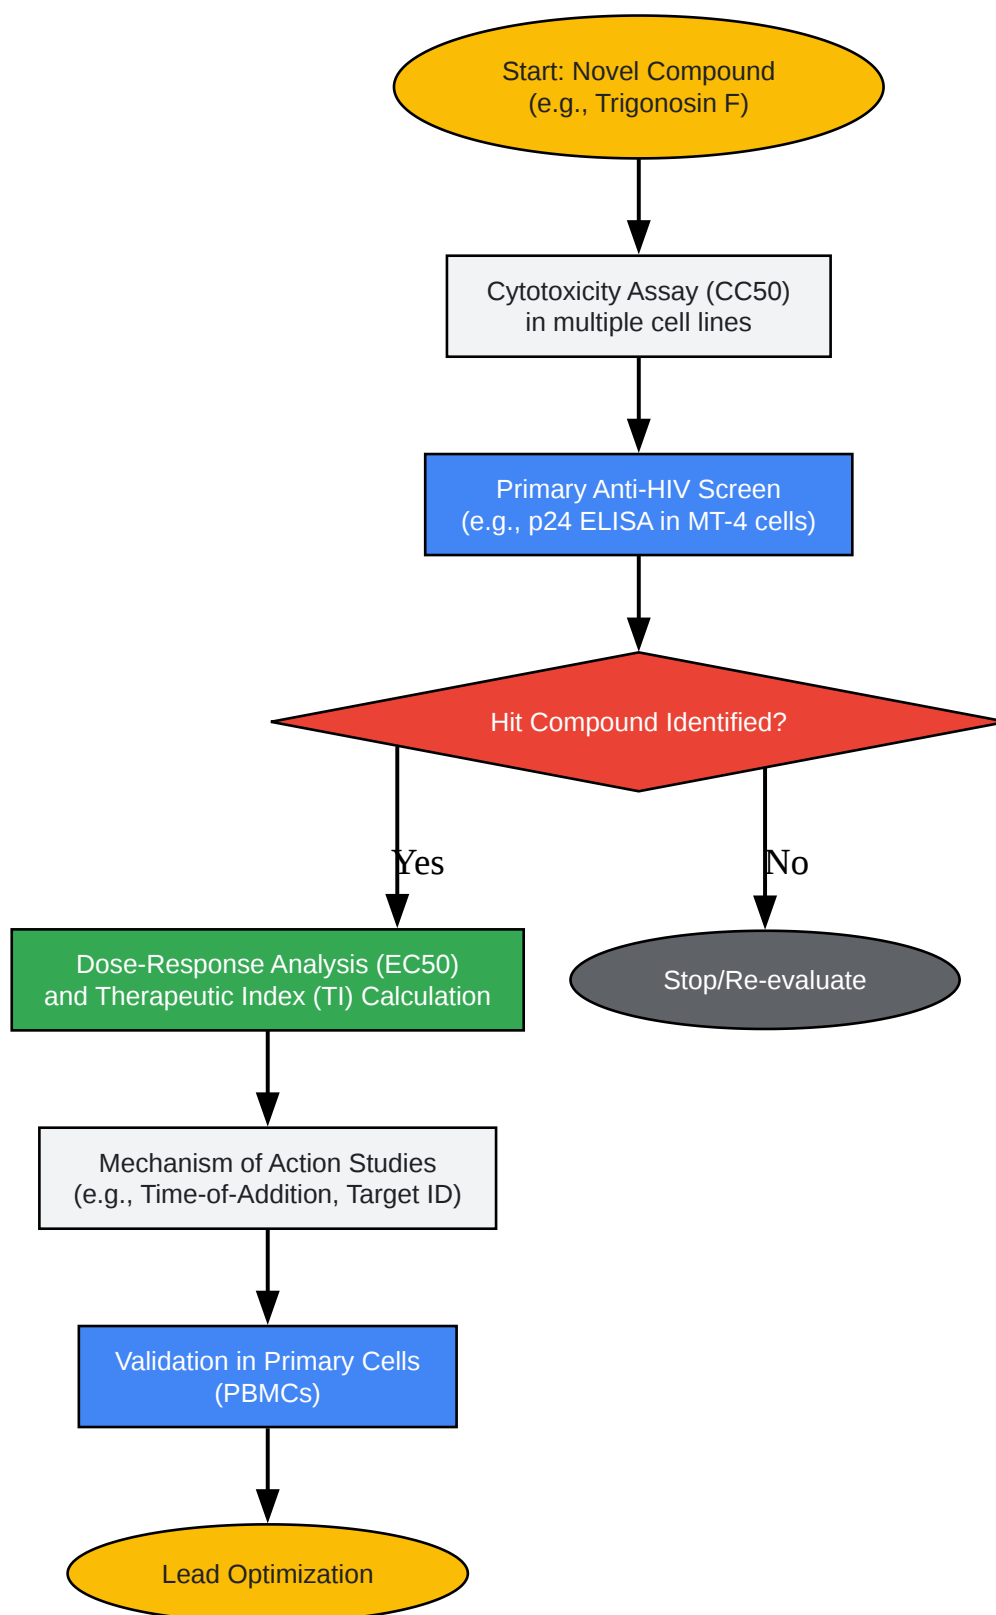 Start: Novel Compound
(e.g., Trigonosin F)
Cytotoxicity Assay (CC50)
in multiple cell lines
Primary Anti-HIV Screen
(e.g., p24 ELISA in MT-4 cells)
Hit Compound Identified?
Yes
No
Dose-Response Analysis (EC50)
and Therapeutic Index (TI) Calculation
Stop/Re-evaluate
Mechanism of Action Studies
(e.g., Time-of-Addition, Target ID)
Validation in Primary Cells
(PBMCs)
Lead Optimization